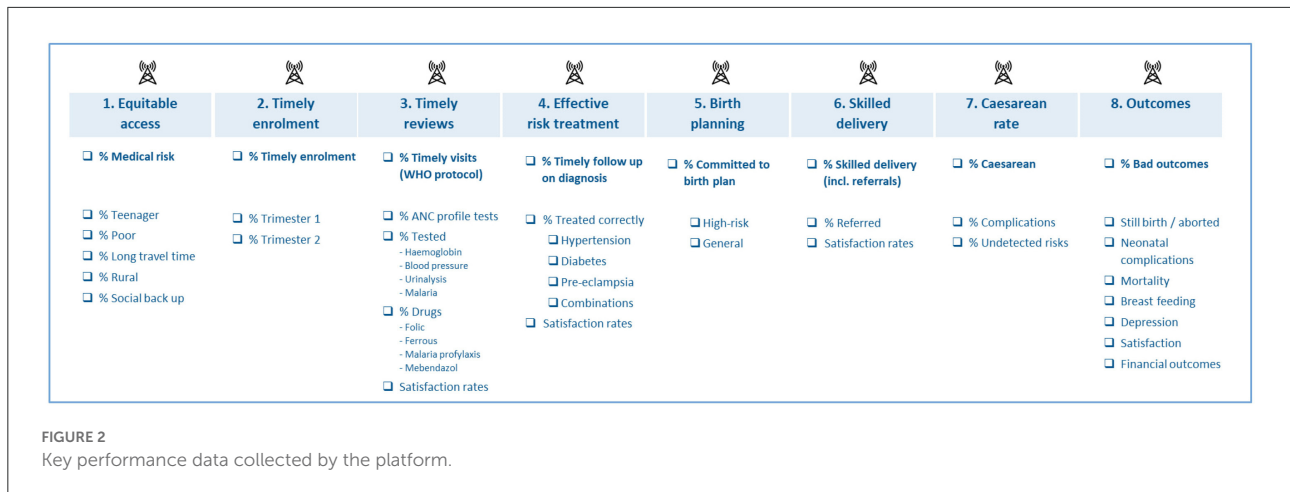 1. Equitable
access
% Medical risk
% Teenager
% Poor
% Long travel time
% Rural
% Social back up
2. Timely
enrolment
% Timely enrolment
% Trimester 1
% Trimester 2
3. Timely
reviews
% Timely visits
(WHO protocol)
% ANC profile tests
% Tested
- Haemoglobin
- Blood pressure
- Urinalysis
- Malaria
% Drugs
- Folic
- Ferrous
- Malaria profylaxis
- Mebendazol
Satisfaction rates
4. Effective
risk treatment
% Timely follow up
on diagnosis
% Treated correctly
Hypertension
Diabetes
Pre-eclampsia
Combinations
Satisfaction rates
5. Birth
planning
% Committed to
birth plan
High-risk
General
6. Skilled
delivery
% Skilled delivery
(incl. referrals)
% Referred
Satisfaction rates
7. Caesarean
rate
% Caesarean
% Complications
% Undetected risks
8. Outcomes
% Bad outcomes
Still birth / aborted
Neonatal
complications
Mortality
Breast feeding
Depression
Satisfaction
Financial outcomes
FIGURE 2
Key performance data collected by the platform.